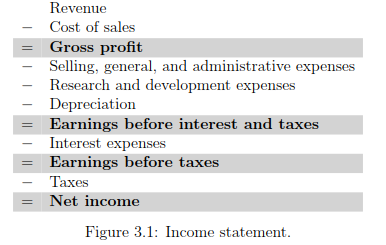 Revenue
− Cost of sales
= Gross profit
− Selling, general, and administrative expenses
− Research and development expenses
− Depreciation
= Earnings before interest and taxes
− Interest expenses
= Earnings before taxes
− Taxes
= Net income
Figure 3.1: Income statement.